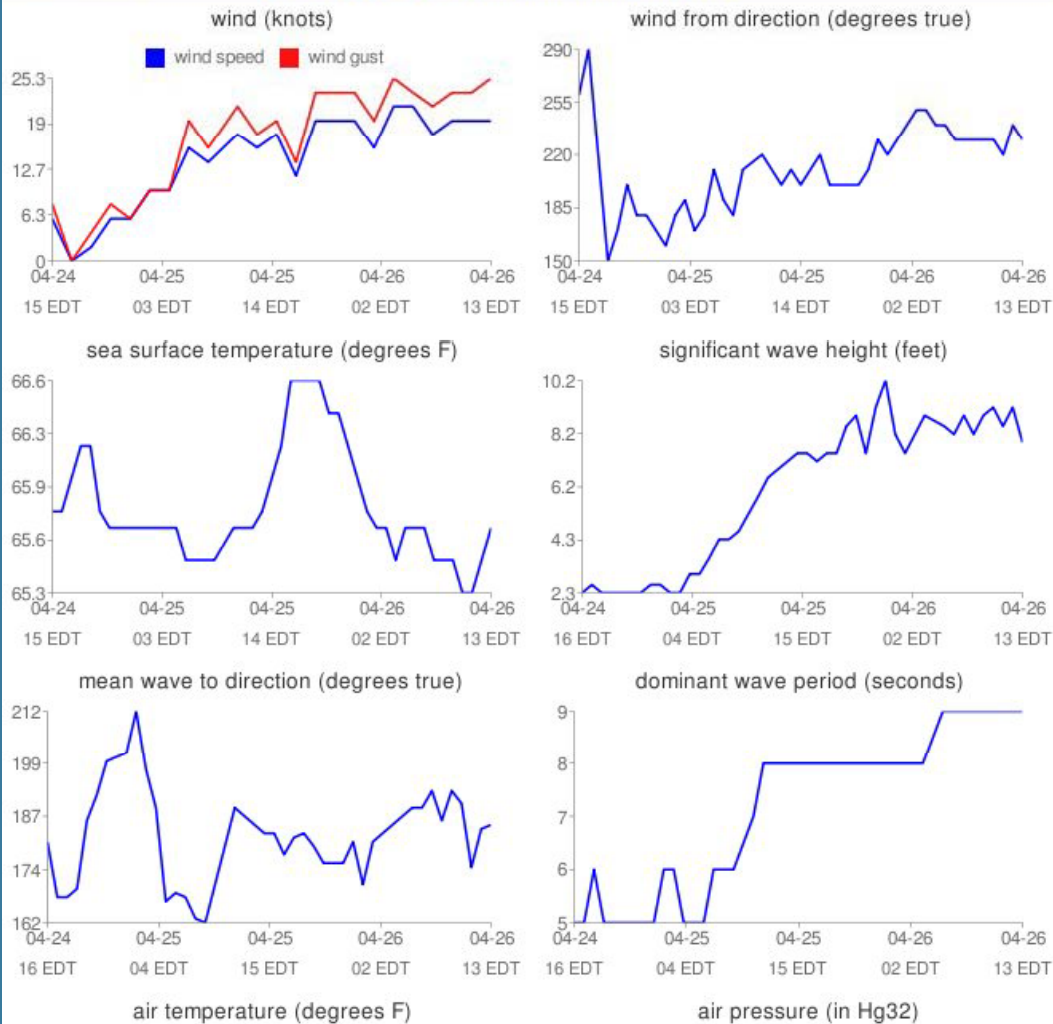 wind (knots)
wind speed wind gust
25.3
19
12.7
6.3
0
04-24 04-25 04-25 04-26 04-26
15 EDT 03 EDT 14 EDT 02 EDT 13 EDT
wind from direction (degrees true)
290
255
220
185
150
04-24 04-25 04-25 04-26 04-26
15 EDT 03 EDT 14 EDT 02 EDT 13 EDT
sea surface temperature (degrees F)
66.6
66.3
65.9
65.6
65.3
04-24 04-25 04-25 04-26 04-26
15 EDT 03 EDT 14 EDT 02 EDT 13 EDT
significant wave height (feet)
10.2
8.2
6.2
4.3
2.3
04-24 04-25 04-25 04-26 04-26
16 EDT 04 EDT 15 EDT 02 EDT 13 EDT
mean wave to direction (degrees true)
212
199
187
174
162
04-24 04-25 04-25 04-26 04-26
16 EDT 04 EDT 15 EDT 02 EDT 13 EDT
dominant wave period (seconds)
9
8
7
6
5
04-24 04-25 04-25 04-26 04-26
16 EDT 04 EDT 15 EDT 02 EDT 13 EDT
air temperature (degrees F)
air pressure (in Hg32)